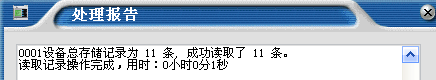 处理报告
0001设备总存储记录为 11 条, 成功读取了 11 条。
读取记录操作完成，用时：0小时0分1秒